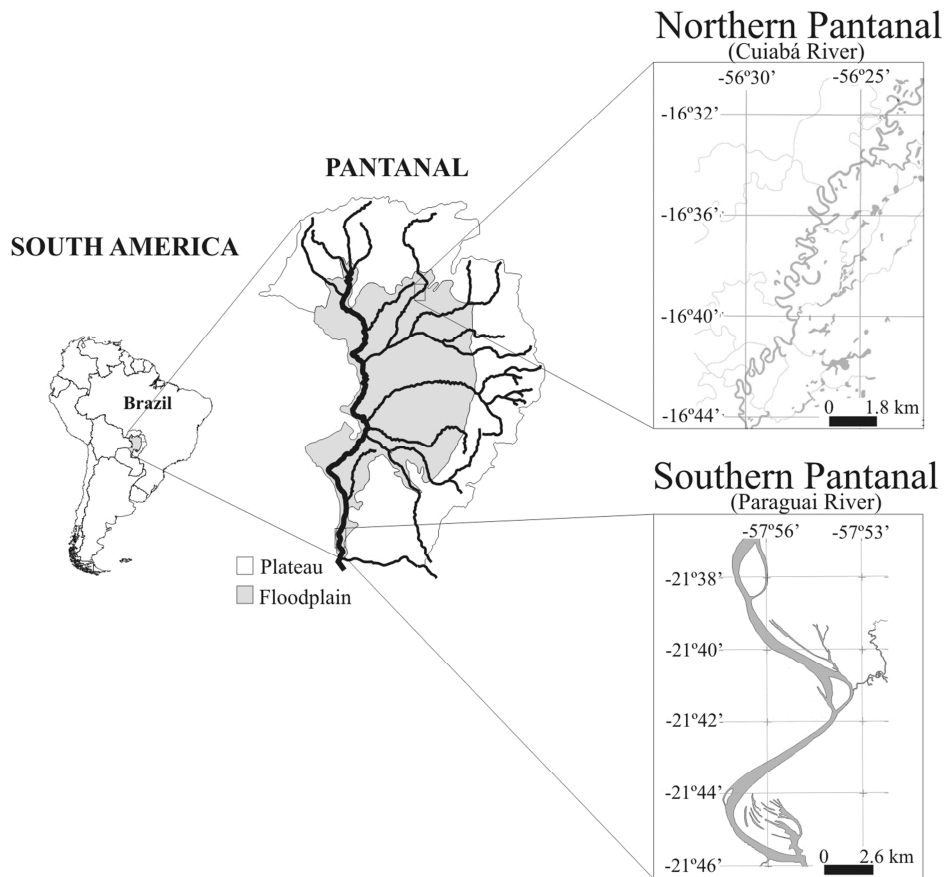 Northern Pantanal
(Cuiabá River)
-56º30’ -56º25’
-16º32’
-16º36’
-16º40’
-16º44’
0 1.8 km
PANTANAL
SOUTH AMERICA
Brazil
Plateau
Floodplain
Southern Pantanal
(Paraguai River)
-57º56’ -57º53’
-21º38’
-21º40’
-21º42’
-21º44’
-21º46’
0 2.6 km